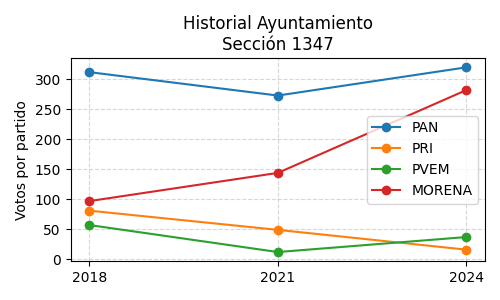 Historial Ayuntamiento
Sección 1347
Votos por partido
300
250
200
150
100
50
0
2018
2021
2024
PAN
PRI
PVEM
MORENA